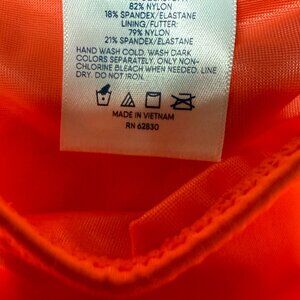 82% NYLON
18% SPANDEX/ELASTANE
LINING/FUTTER:
79% NYLON
21% SPANDEX/ELASTANE
HAND WASH COLD. WASH DARK
COLORS SEPARATELY. ONLY NON-
CHLORINE BLEACH WHEN NEEDED. LINE
DRY. DO NOT IRON.
MADE IN VIETNAM
RN 62830